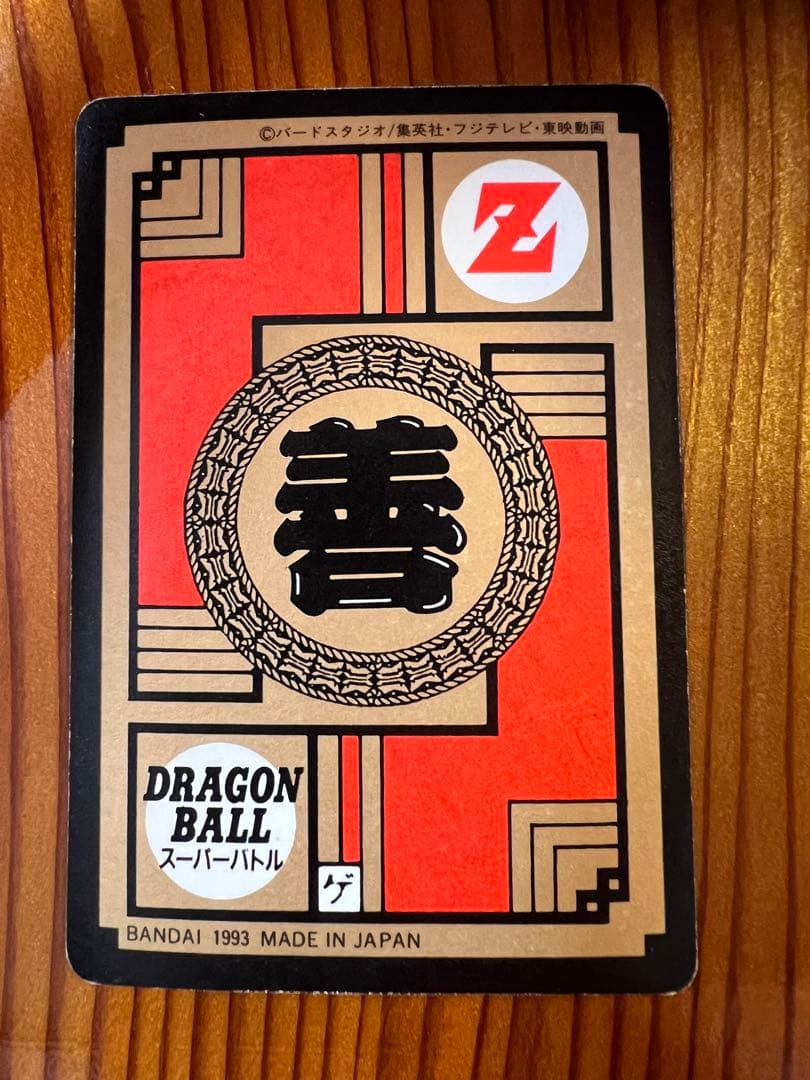 ©バードスタジオ/集英社・フジテレビ・東映動画
Z
善
DRAGON
BALL
スーパーバトル
ゲ
BANDAI 1993 MADE IN JAPAN